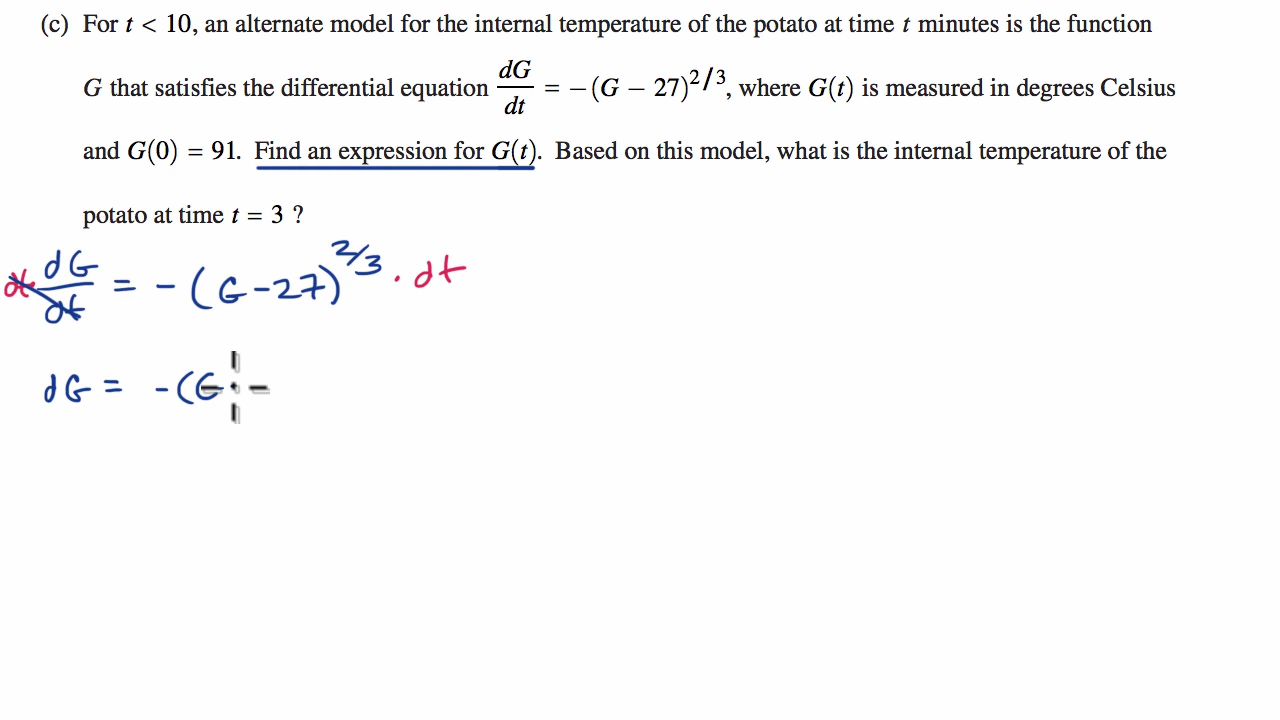 (c) For t < 10, an alternate model for the internal temperature of the potato at time t minutes is the function
G that satisfies the differential equation dG/dt = −(G − 27)^2/3, where G(t) is measured in degrees Celsius
and G(0) = 91. Find an expression for G(t). Based on this model, what is the internal temperature of the
potato at time t = 3 ?
dt · dG/dt = -(G-27)^2/3 · dt
dG = -(G